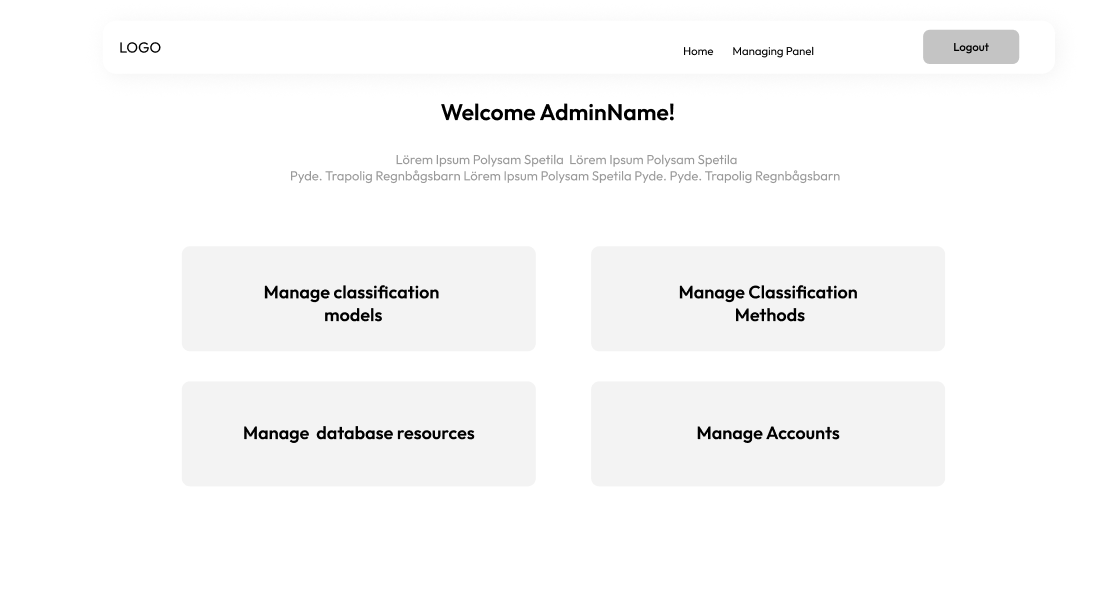 LOGO
Home
Managing Panel
Logout
Welcome AdminName!
Lörem Ipsum Polysam Spetila  Lörem Ipsum Polysam Spetila
Pyde. Trapolig Regnbågsbarn Lörem Ipsum Polysam Spetila Pyde. Pyde. Trapolig Regnbågsbarn
Manage classification
models
Manage Classification
Methods
Manage  database resources
Manage Accounts